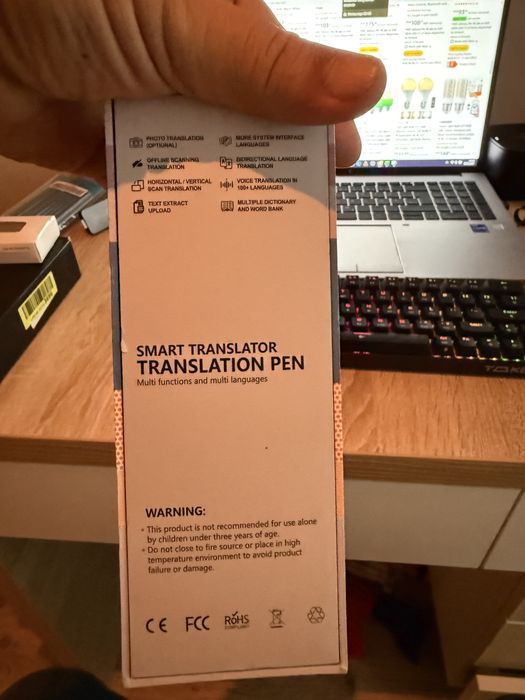 PHOTO TRANSLATION
(OPTIONAL)
MORE SYSTEM INTERFACE
LANGUAGES
OFFLINE SCANNING
TRANSLATION
BIDIRECTIONAL LANGUAGE
TRANSLATION
HORIZONTAL / VERTICAL
SCAN TRANSLATION
VOICE TRANSLATION IN
100+ LANGUAGES
TEXT EXTRACT
UPLOAD
MULTIPLE DICTIONARY
AND WORD BANK
SMART TRANSLATOR
TRANSLATION PEN
Multi functions and multi languages
WARNING:
• This product is not recommended for use alone
by children under three years of age.
• Do not close to fire source or place in high
temperature environment to avoid product
failure or damage.
CE FCC RoHS
COMPLIANT